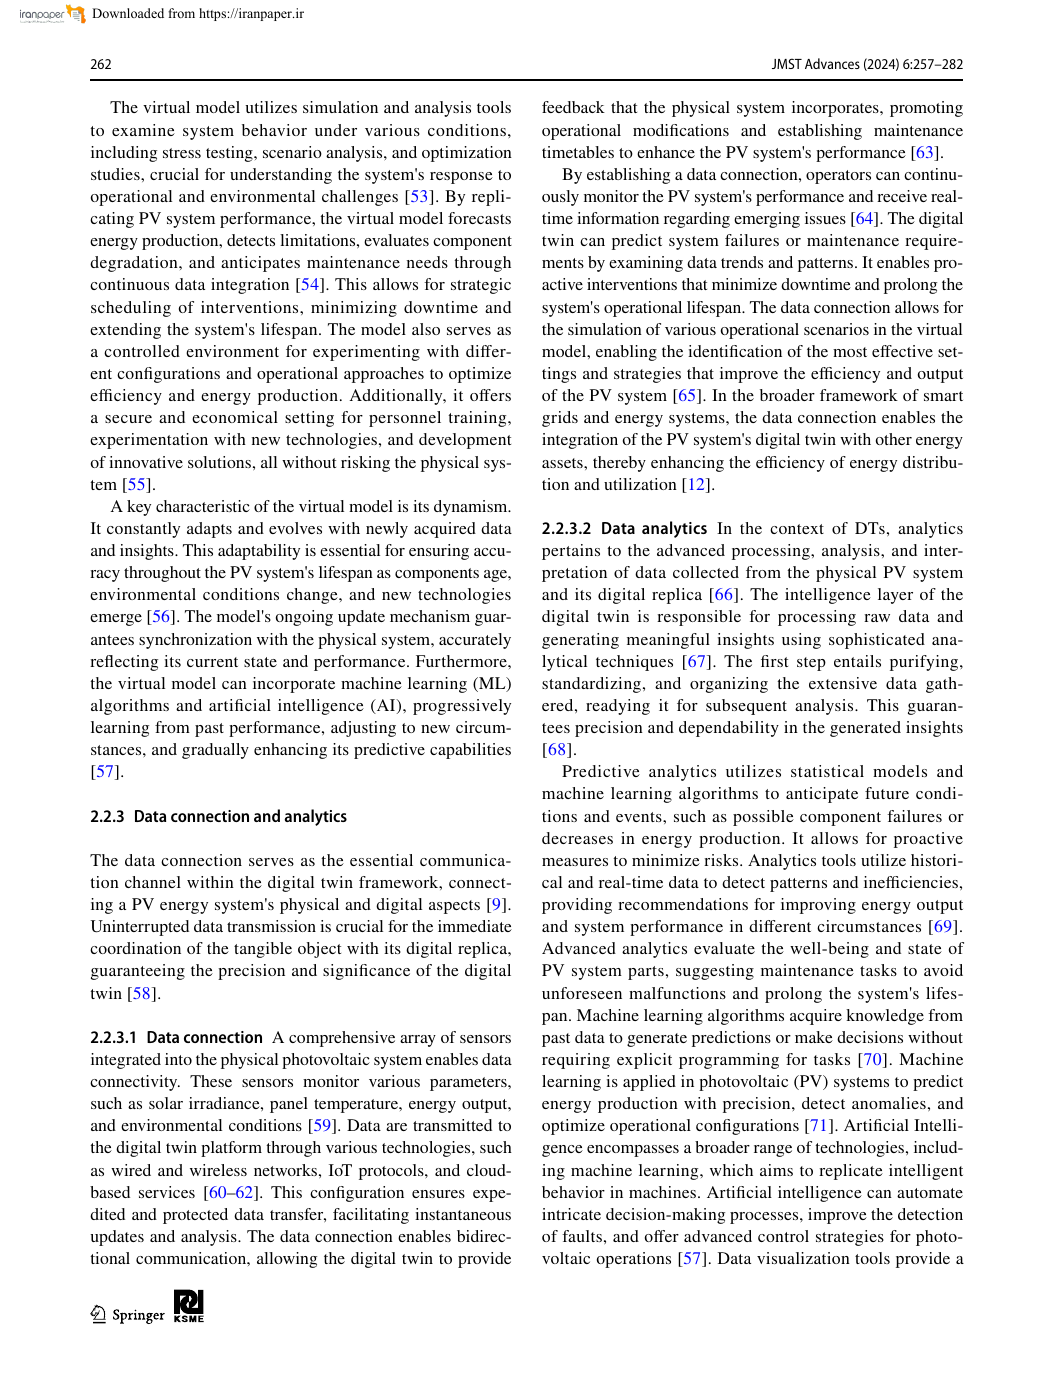 iranpaper
Downloaded from https://iranpaper.ir
262
JMST Advances (2024) 6:257–282
The virtual model utilizes simulation and analysis tools
to examine system behavior under various conditions,
including stress testing, scenario analysis, and optimization
studies, crucial for understanding the system's response to
operational and environmental challenges [53]. By repli-
cating PV system performance, the virtual model forecasts
energy production, detects limitations, evaluates component
degradation, and anticipates maintenance needs through
continuous data integration [54]. This allows for strategic
scheduling of interventions, minimizing downtime and
extending the system's lifespan. The model also serves as
a controlled environment for experimenting with differ-
ent configurations and operational approaches to optimize
efficiency and energy production. Additionally, it offers
a secure and economical setting for personnel training,
experimentation with new technologies, and development
of innovative solutions, all without risking the physical sys-
tem [55].
A key characteristic of the virtual model is its dynamism.
It constantly adapts and evolves with newly acquired data
and insights. This adaptability is essential for ensuring accu-
racy throughout the PV system's lifespan as components age,
environmental conditions change, and new technologies
emerge [56]. The model's ongoing update mechanism guar-
antees synchronization with the physical system, accurately
reflecting its current state and performance. Furthermore,
the virtual model can incorporate machine learning (ML)
algorithms and artificial intelligence (AI), progressively
learning from past performance, adjusting to new circum-
stances, and gradually enhancing its predictive capabilities
[57].
2.2.3 Data connection and analytics
The data connection serves as the essential communica-
tion channel within the digital twin framework, connect-
ing a PV energy system's physical and digital aspects [9].
Uninterrupted data transmission is crucial for the immediate
coordination of the tangible object with its digital replica,
guaranteeing the precision and significance of the digital
twin [58].
2.2.3.1 Data connection A comprehensive array of sensors
integrated into the physical photovoltaic system enables data
connectivity. These sensors monitor various parameters,
such as solar irradiance, panel temperature, energy output,
and environmental conditions [59]. Data are transmitted to
the digital twin platform through various technologies, such
as wired and wireless networks, IoT protocols, and cloud-
based services [60–62]. This configuration ensures expe-
dited and protected data transfer, facilitating instantaneous
updates and analysis. The data connection enables bidirec-
tional communication, allowing the digital twin to provide
feedback that the physical system incorporates, promoting
operational modifications and establishing maintenance
timetables to enhance the PV system's performance [63].
By establishing a data connection, operators can continu-
ously monitor the PV system's performance and receive real-
time information regarding emerging issues [64]. The digital
twin can predict system failures or maintenance require-
ments by examining data trends and patterns. It enables pro-
active interventions that minimize downtime and prolong the
system's operational lifespan. The data connection allows for
the simulation of various operational scenarios in the virtual
model, enabling the identification of the most effective set-
tings and strategies that improve the efficiency and output
of the PV system [65]. In the broader framework of smart
grids and energy systems, the data connection enables the
integration of the PV system's digital twin with other energy
assets, thereby enhancing the efficiency of energy distribu-
tion and utilization [12].
2.2.3.2 Data analytics In the context of DTs, analytics
pertains to the advanced processing, analysis, and inter-
pretation of data collected from the physical PV system
and its digital replica [66]. The intelligence layer of the
digital twin is responsible for processing raw data and
generating meaningful insights using sophisticated ana-
lytical techniques [67]. The first step entails purifying,
standardizing, and organizing the extensive data gath-
ered, readying it for subsequent analysis. This guaran-
tees precision and dependability in the generated insights
[68].
Predictive analytics utilizes statistical models and
machine learning algorithms to anticipate future condi-
tions and events, such as possible component failures or
decreases in energy production. It allows for proactive
measures to minimize risks. Analytics tools utilize histori-
cal and real-time data to detect patterns and inefficiencies,
providing recommendations for improving energy output
and system performance in different circumstances [69].
Advanced analytics evaluate the well-being and state of
PV system parts, suggesting maintenance tasks to avoid
unforeseen malfunctions and prolong the system's lifes-
pan. Machine learning algorithms acquire knowledge from
past data to generate predictions or make decisions without
requiring explicit programming for tasks [70]. Machine
learning is applied in photovoltaic (PV) systems to predict
energy production with precision, detect anomalies, and
optimize operational configurations [71]. Artificial Intelli-
gence encompasses a broader range of technologies, includ-
ing machine learning, which aims to replicate intelligent
behavior in machines. Artificial intelligence can automate
intricate decision-making processes, improve the detection
of faults, and offer advanced control strategies for photo-
voltaic operations [57]. Data visualization tools provide a
Springer
KSME